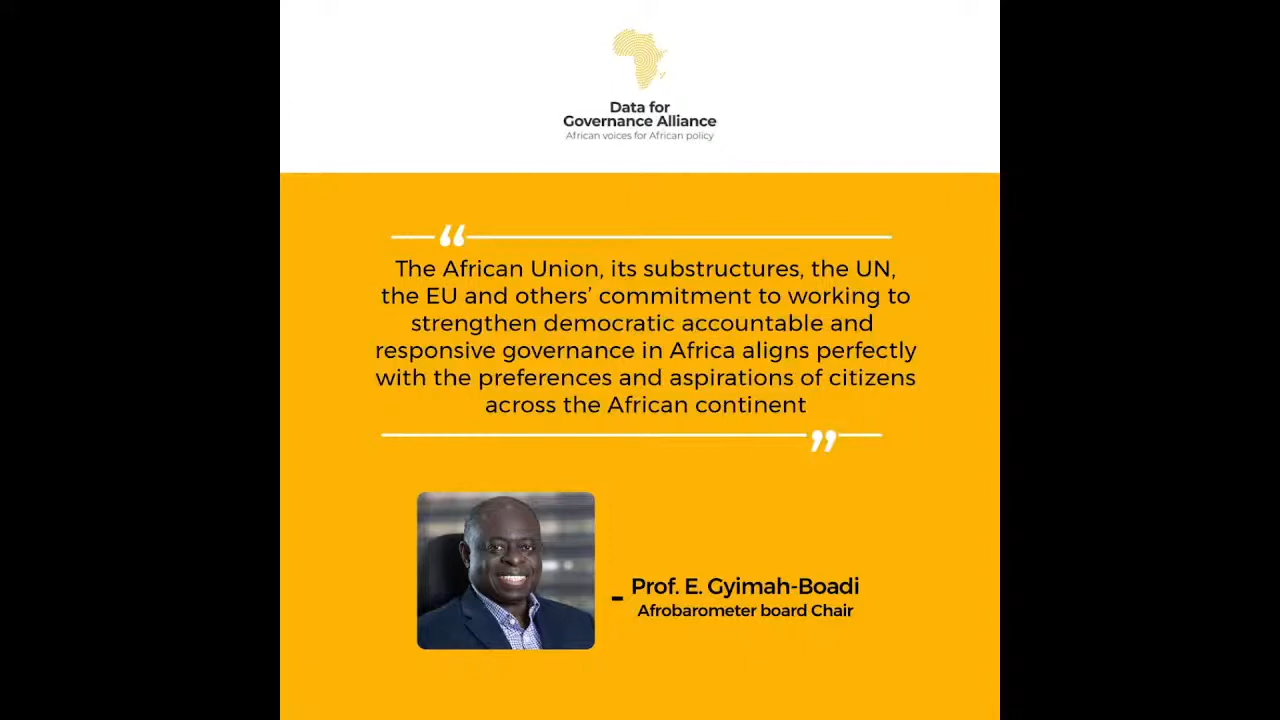 Data for
Governance Alliance
African voices for African policy
“
The African Union, its substructures, the UN,
the EU and others’ commitment to working to
strengthen democratic accountable and
responsive governance in Africa aligns perfectly
with the preferences and aspirations of citizens
across the African continent
”
- Prof. E. Gyimah-Boadi
Afrobarometer board Chair